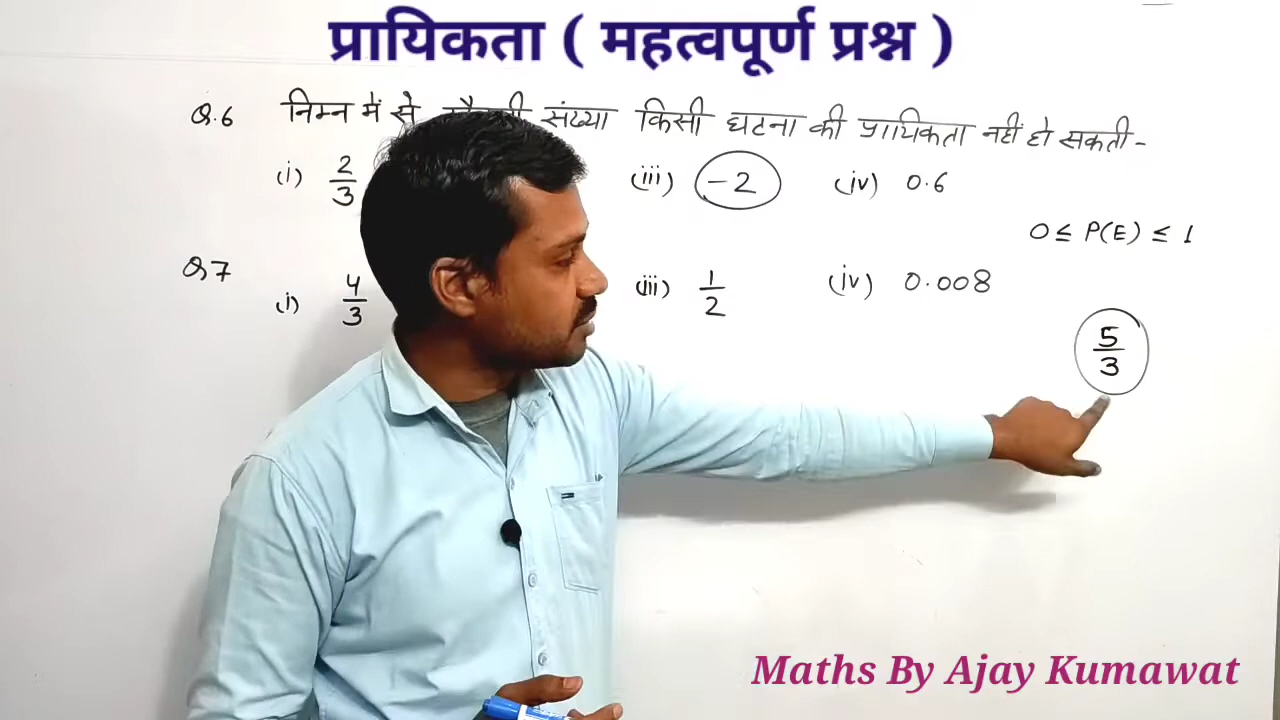 प्रायिकता ( महत्वपूर्ण प्रश्न )
Q.6 निम्न में से संख्या किसी घटना की प्रायिकता नहीं हो सकती -
(i) 2/3 (iii) -2 (iv) 0.6
0 ≤ P(E) ≤ 1
Q7 (i) 4/3 (iii) 1/2 (iv) 0.008
5/3
Maths By Ajay Kumawat